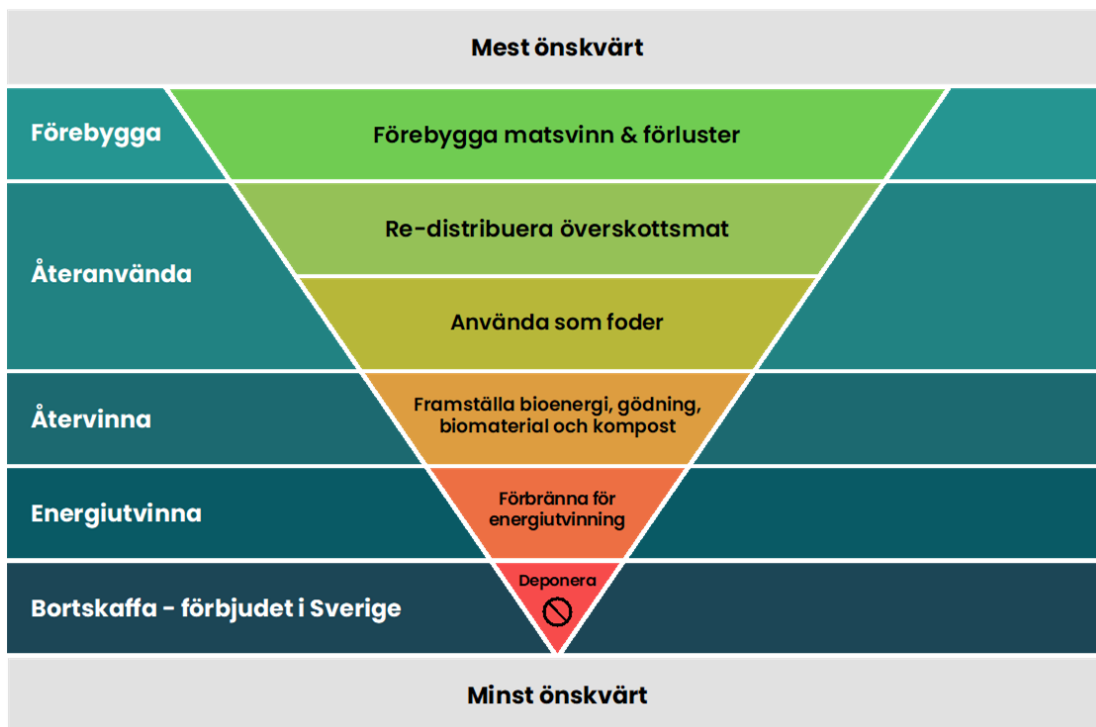 Mest önskvärt
Förebygga
Förebygga matsvinn & förluster
Återanvända
Re-distribuera överskottsmat
Använda som foder
Återvinna
Framställa bioenergi, gödning,
biomaterial och kompost
Energiutvinna
Förbränna för
energiutvinning
Bortskaffa - förbjudet i Sverige
Deponera
Minst önskvärt